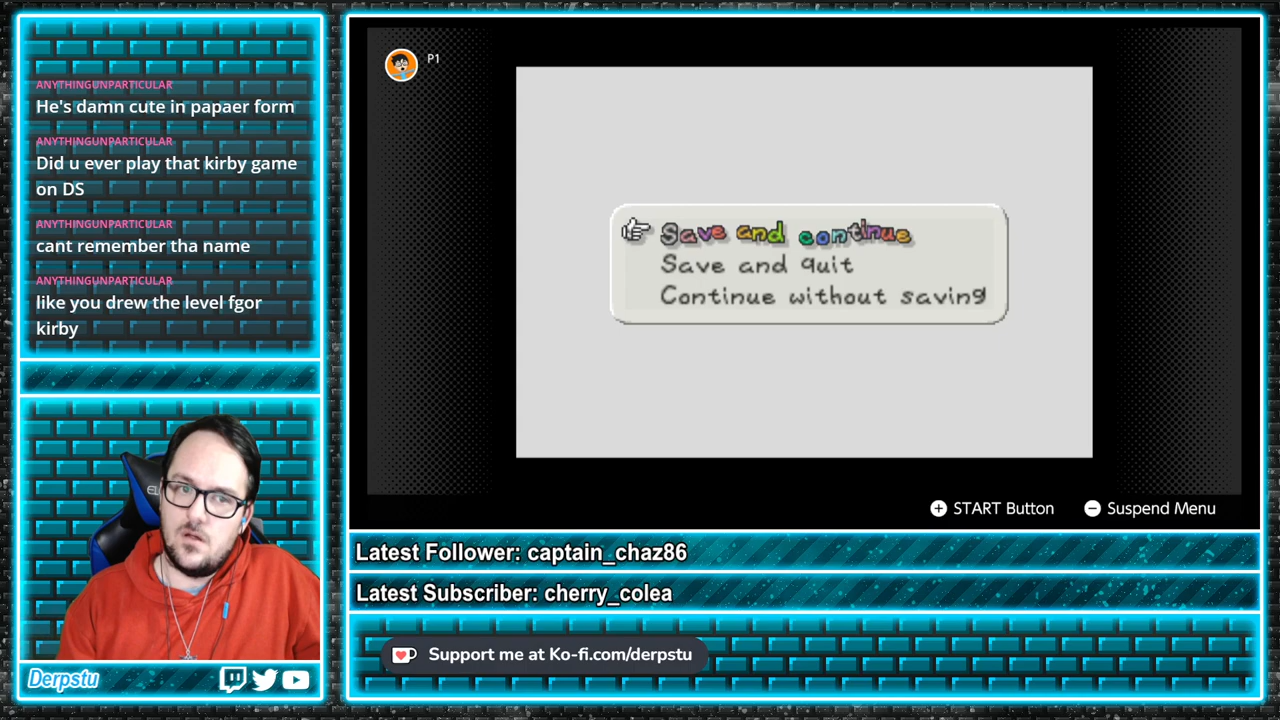 ANYTHINGUNPARTICULAR
He's damn cute in papaer form
ANYTHINGUNPARTICULAR
Did u ever play that kirby game
on DS
ANYTHINGUNPARTICULAR
cant remember tha name
ANYTHINGUNPARTICULAR
like you drew the level fgor
kirby
Derpstu
P1
Save and continue
Save and quit
Continue without saving
START Button
Suspend Menu
Latest Follower: captain_chaz86
Latest Subscriber: cherry_colea
Support me at Ko-fi.com/derpstu